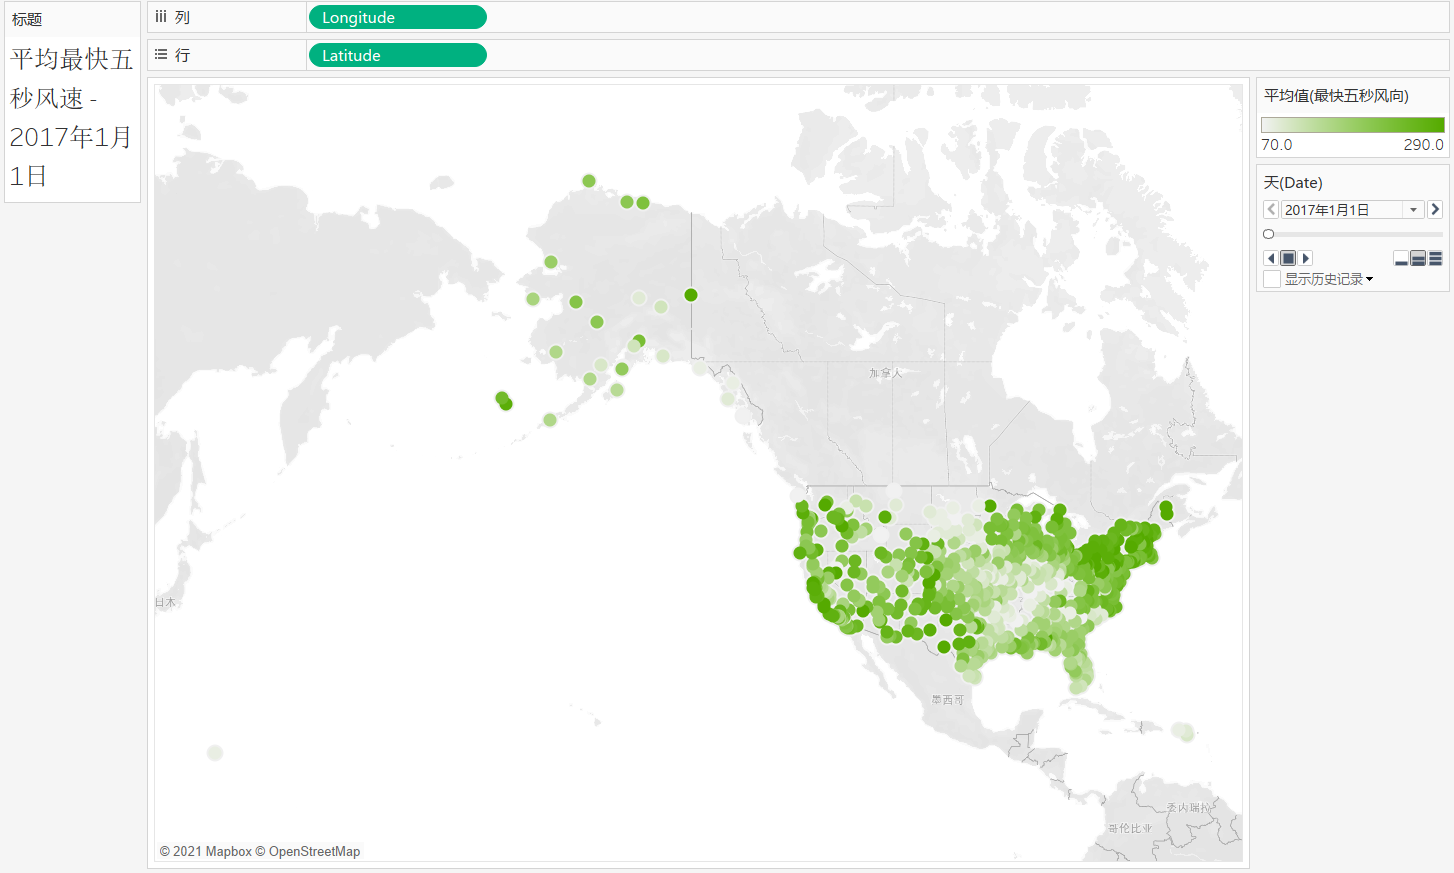 标题
平均最快五
秒风速 -
2017年1月
1日
列
Longitude
行
Latitude
加拿大
日本
墨西哥
委内瑞拉
哥伦比亚
© 2021 Mapbox © OpenStreetMap
平均值(最快五秒风向)
70.0
290.0
天(Date)
2017年1月1日
显示历史记录